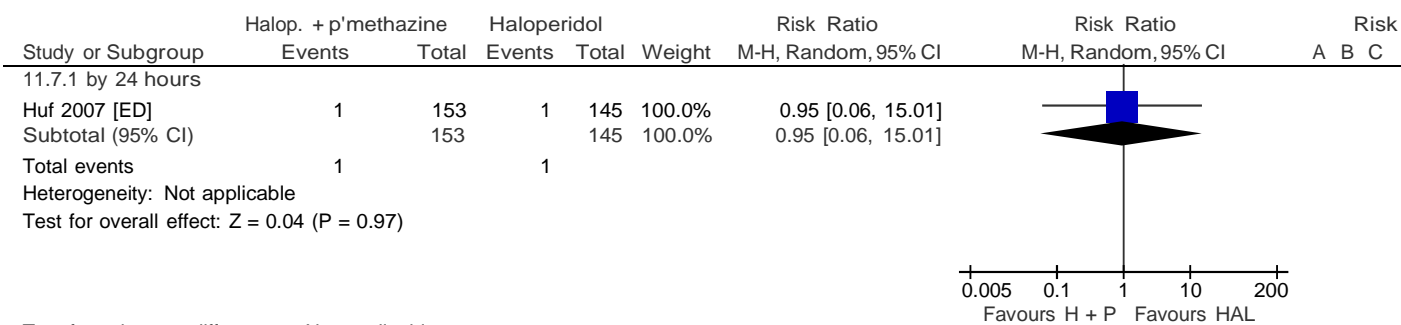 Halop. + p'methazine Haloperidol Risk Ratio Risk Ratio Risk
Study or Subgroup Events Total Events Total Weight M-H, Random, 95% CI M-H, Random, 95% CI A B C
11.7.1 by 24 hours
Huf 2007 [ED] 1 153 1 145 100.0% 0.95 [0.06, 15.01]
Subtotal (95% CI) 153 145 100.0% 0.95 [0.06, 15.01]
Total events 1 1
Heterogeneity: Not applicable
Test for overall effect: Z = 0.04 (P = 0.97)
0.005 0.1 1 10 200
Favours H + P Favours HAL